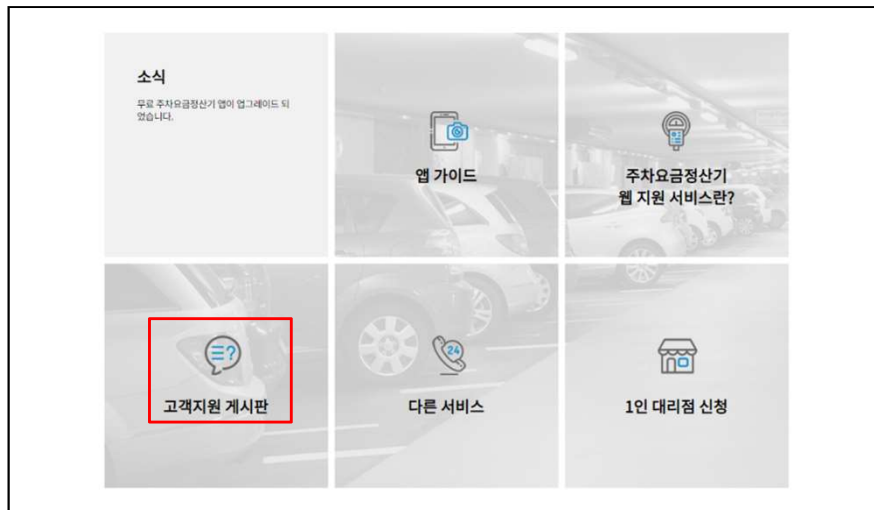 소식
무료 주차요금정산기 앱이 업그레이드 되
었습니다.
앱 가이드
주차요금정산기
웹 지원 서비스란?
고객지원 게시판
24
다른 서비스
1인 대리점 신청